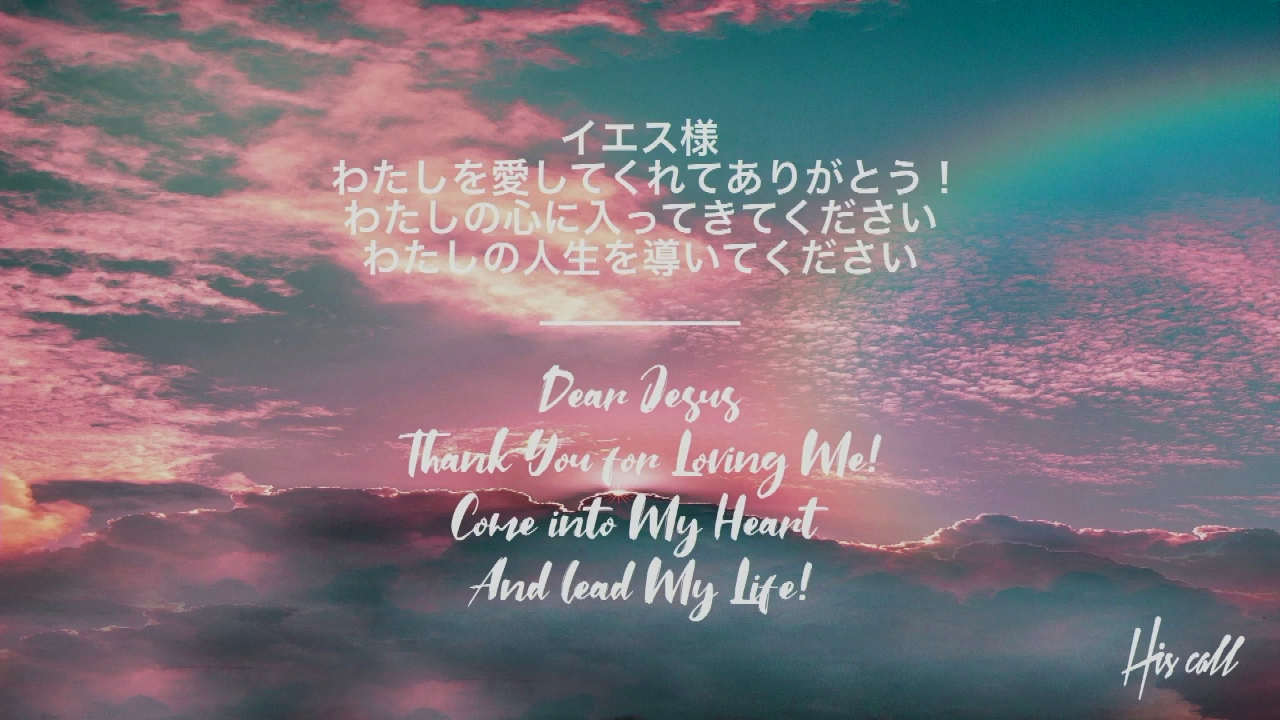 イエス様
わたしを愛してくれてありがとう！
わたしの心に入ってきてください
わたしの人生を導いてください
Dear Jesus
Thank You for Loving Me!
Come into My Heart
And lead My Life!
His call